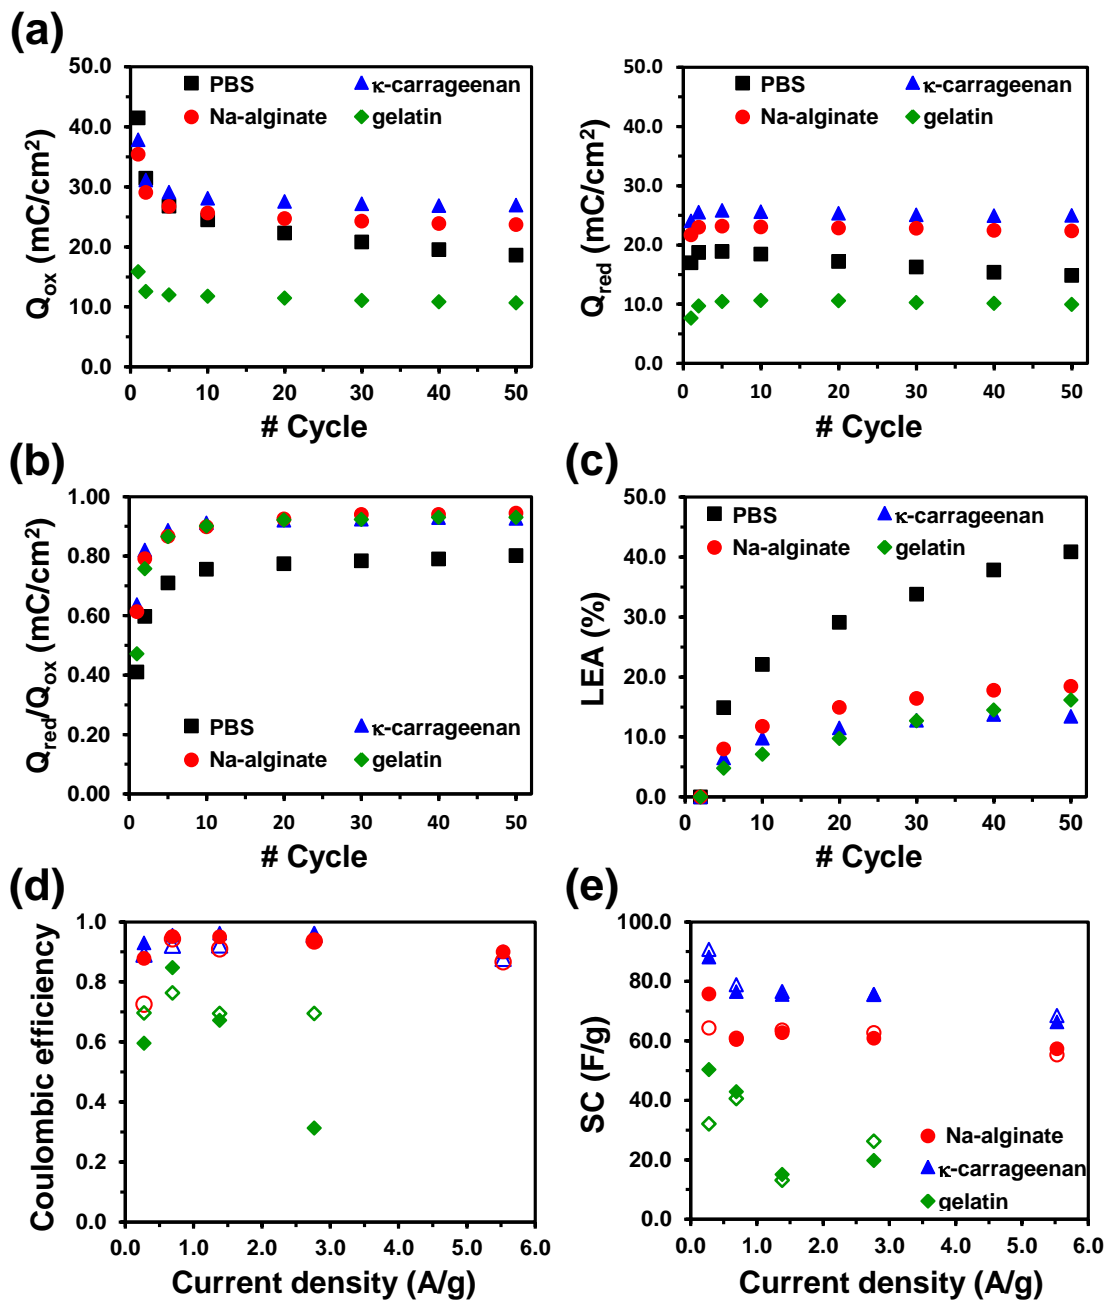 (a)
50.0
40.0
30.0
20.0
10.0
0.0
Qox (mC/cm2)
PBS
κ-carrageenan
Na-alginate
gelatin
0 10 20 30 40 50
# Cycle
50.0
40.0
30.0
20.0
10.0
0.0
Qred (mC/cm2)
PBS
κ-carrageenan
Na-alginate
gelatin
0 10 20 30 40 50
# Cycle
(b)
1.00
0.80
0.60
0.40
0.20
0.00
Qred/Qox (mC/cm2)
PBS
κ-carrageenan
Na-alginate
gelatin
0 10 20 30 40 50
# Cycle
(c)
50.0
40.0
30.0
20.0
10.0
0.0
LEA (%)
PBS
κ-carrageenan
Na-alginate
gelatin
0 10 20 30 40 50
# Cycle
(d)
1.0
0.8
0.6
0.4
0.2
0.0
Coulombic efficiency
0.0 1.0 2.0 3.0 4.0 5.0 6.0
Current density (A/g)
(e)
100.0
80.0
60.0
40.0
20.0
0.0
SC (F/g)
Na-alginate
κ-carrageenan
gelatin
0.0 1.0 2.0 3.0 4.0 5.0 6.0
Current density (A/g)